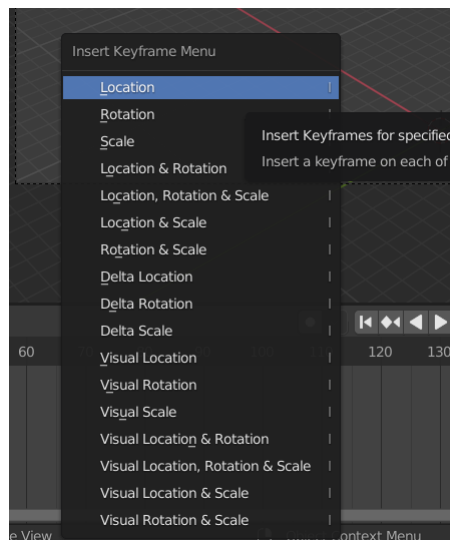 Insert Keyframe Menu
Location I
Rotation I
Scale
Insert Keyframes for specified
Insert a keyframe on each of
Location & Rotation
Location, Rotation & Scale I
Location & Scale I
Rotation & Scale I
Delta Location I
Delta Rotation I
Delta Scale I
60 120 130
Visual Location I
Visual Rotation I
Visual Scale I
Visual Location & Rotation I
Visual Location, Rotation & Scale I
Visual Location & Scale I
Visual Rotation & Scale I
e View Context Menu